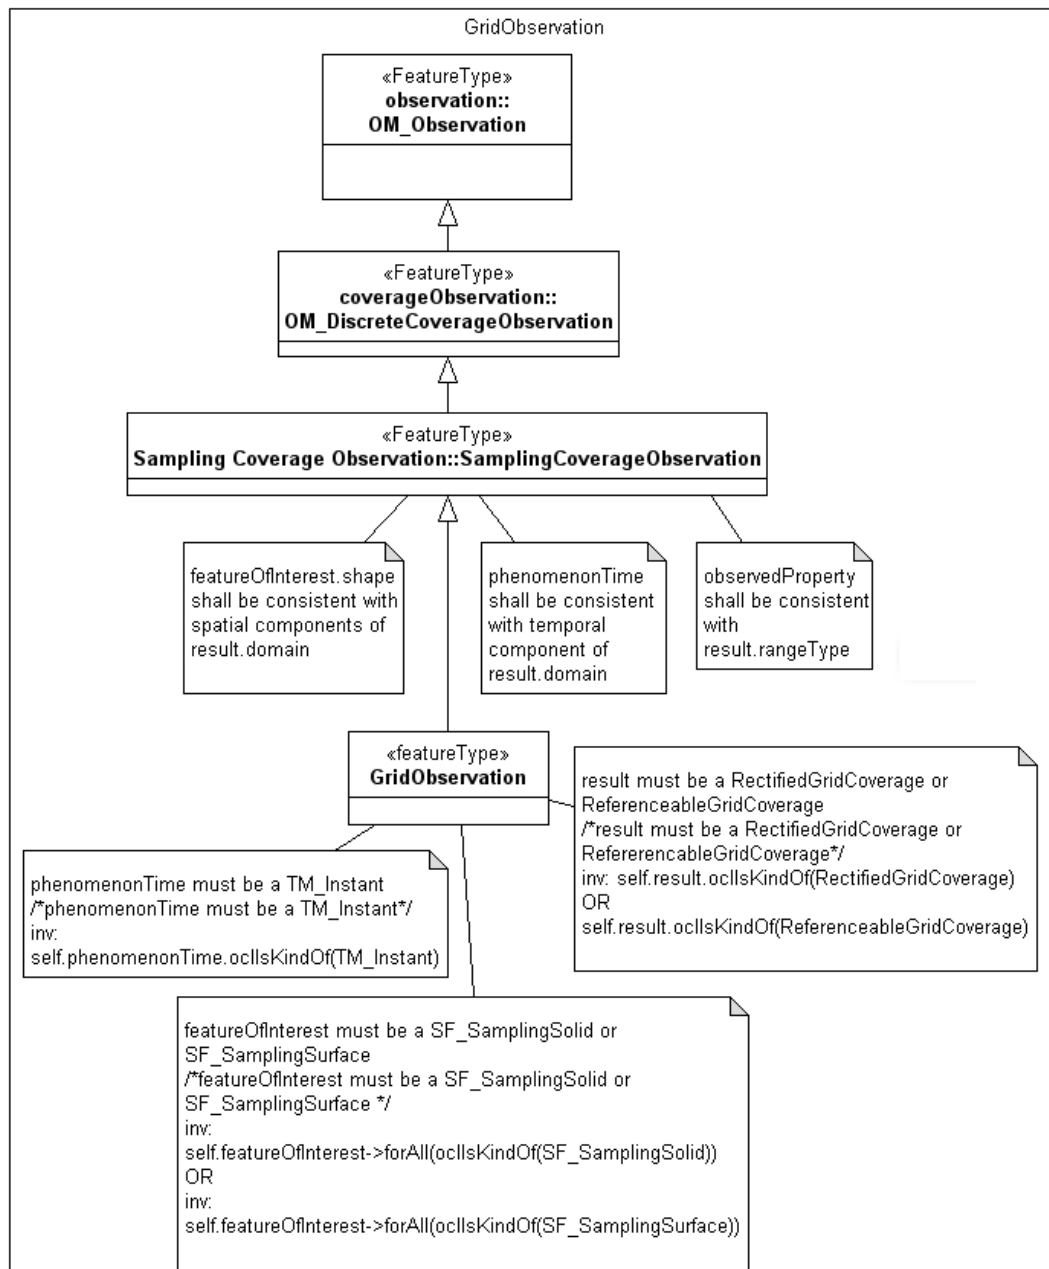 GridObservation
«FeatureType»
observation::
OM_Observation
«FeatureType»
coverageObservation::
OM_DiscreteCoverageObservation
«FeatureType»
Sampling Coverage Observation::SamplingCoverageObservation
featureOfInterest.shape
shall be consistent with
spatial components of
result.domain
phenomenonTime
shall be consistent
with temporal
component of
result.domain
observedProperty
shall be consistent
with
result.rangeType
«featureType»
GridObservation
result must be a RectifiedGridCoverage or
ReferenceableGridCoverage
/*result must be a RectifiedGridCoverage or
RefererencableGridCoverage*/
inv: self.result.oclIsKindOf(RectifiedGridCoverage)
OR
self.result.oclIsKindOf(ReferenceableGridCoverage)
phenomenonTime must be a TM_Instant
/*phenomenonTime must be a TM_Instant*/
inv:
self.phenomenonTime.oclIsKindOf(TM_Instant)
featureOfInterest must be a SF_SamplingSolid or
SF_SamplingSurface
/*featureOfInterest must be a SF_SamplingSolid or
SF_SamplingSurface */
inv:
self.featureOfInterest->forAll(oclIsKindOf(SF_SamplingSolid))
OR
inv:
self.featureOfInterest->forAll(oclIsKindOf(SF_SamplingSurface))